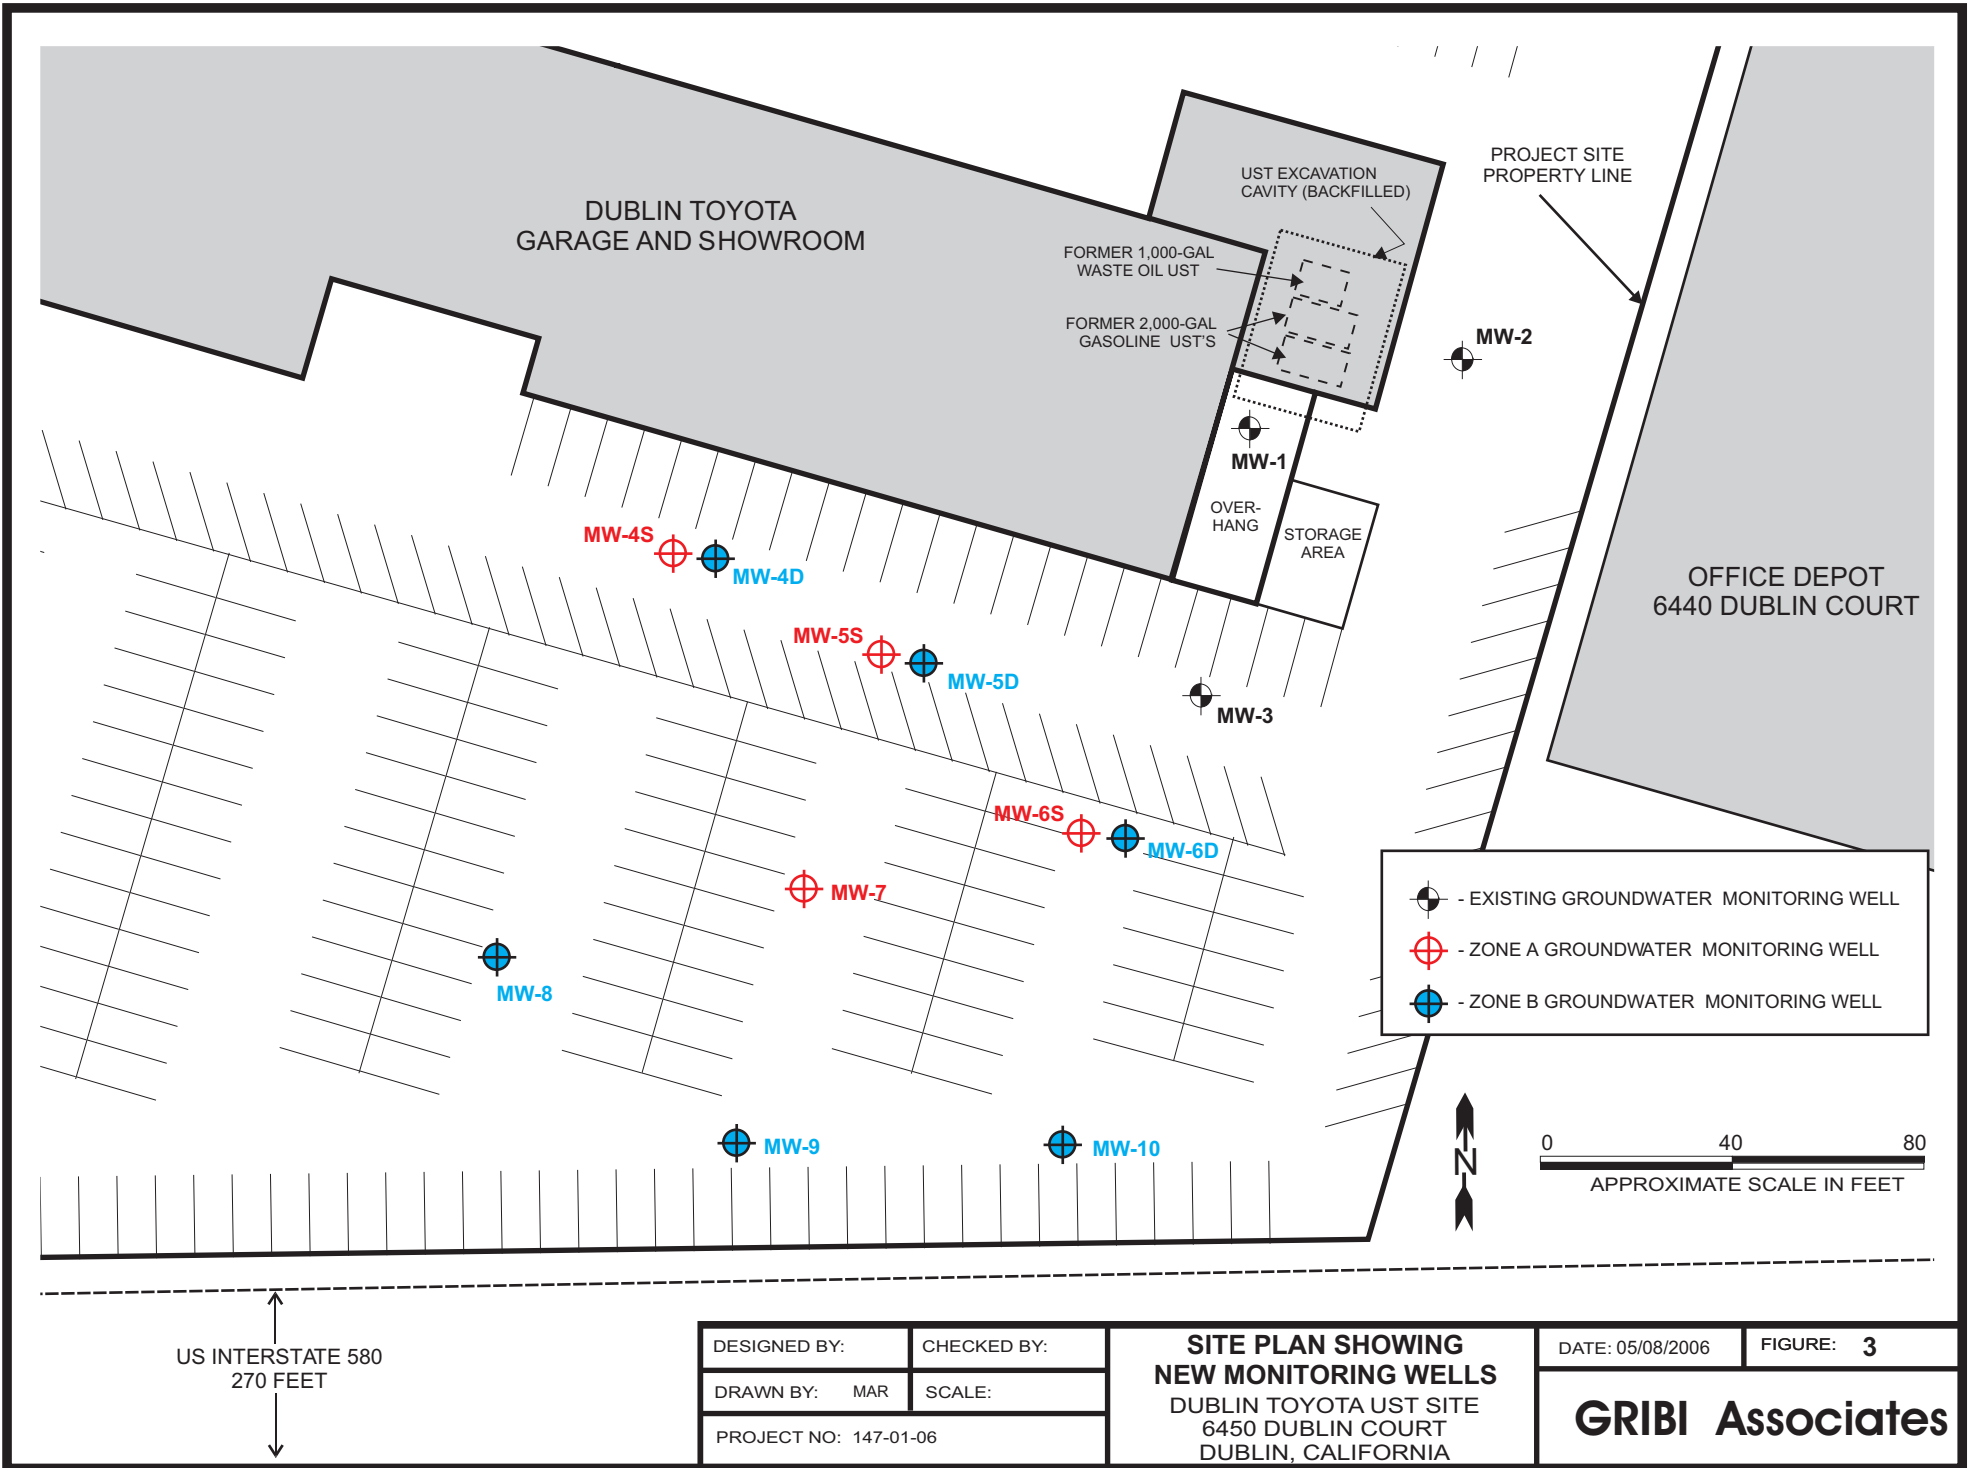 DUBLIN TOYOTA
GARAGE AND SHOWROOM
UST EXCAVATION
CAVITY (BACKFILLED)
PROJECT SITE
PROPERTY LINE
FORMER 1,000-GAL
WASTE OIL UST
FORMER 2,000-GAL
GASOLINE UST'S
MW-2
MW-1
OVER-
HANG
STORAGE
AREA
MW-4S
MW-4D
OFFICE DEPOT
6440 DUBLIN COURT
MW-5S
MW-5D
MW-3
MW-6S
MW-6D
MW-7
MW-8
- EXISTING GROUNDWATER MONITORING WELL
- ZONE A GROUNDWATER MONITORING WELL
- ZONE B GROUNDWATER MONITORING WELL
MW-9
MW-10
N
0 40 80
APPROXIMATE SCALE IN FEET
US INTERSTATE 580
270 FEET
DESIGNED BY:
CHECKED BY:
DRAWN BY: MAR
SCALE:
PROJECT NO: 147-01-06
SITE PLAN SHOWING
NEW MONITORING WELLS
DUBLIN TOYOTA UST SITE
6450 DUBLIN COURT
DUBLIN, CALIFORNIA
DATE: 05/08/2006
FIGURE: 3
GRIBI Associates